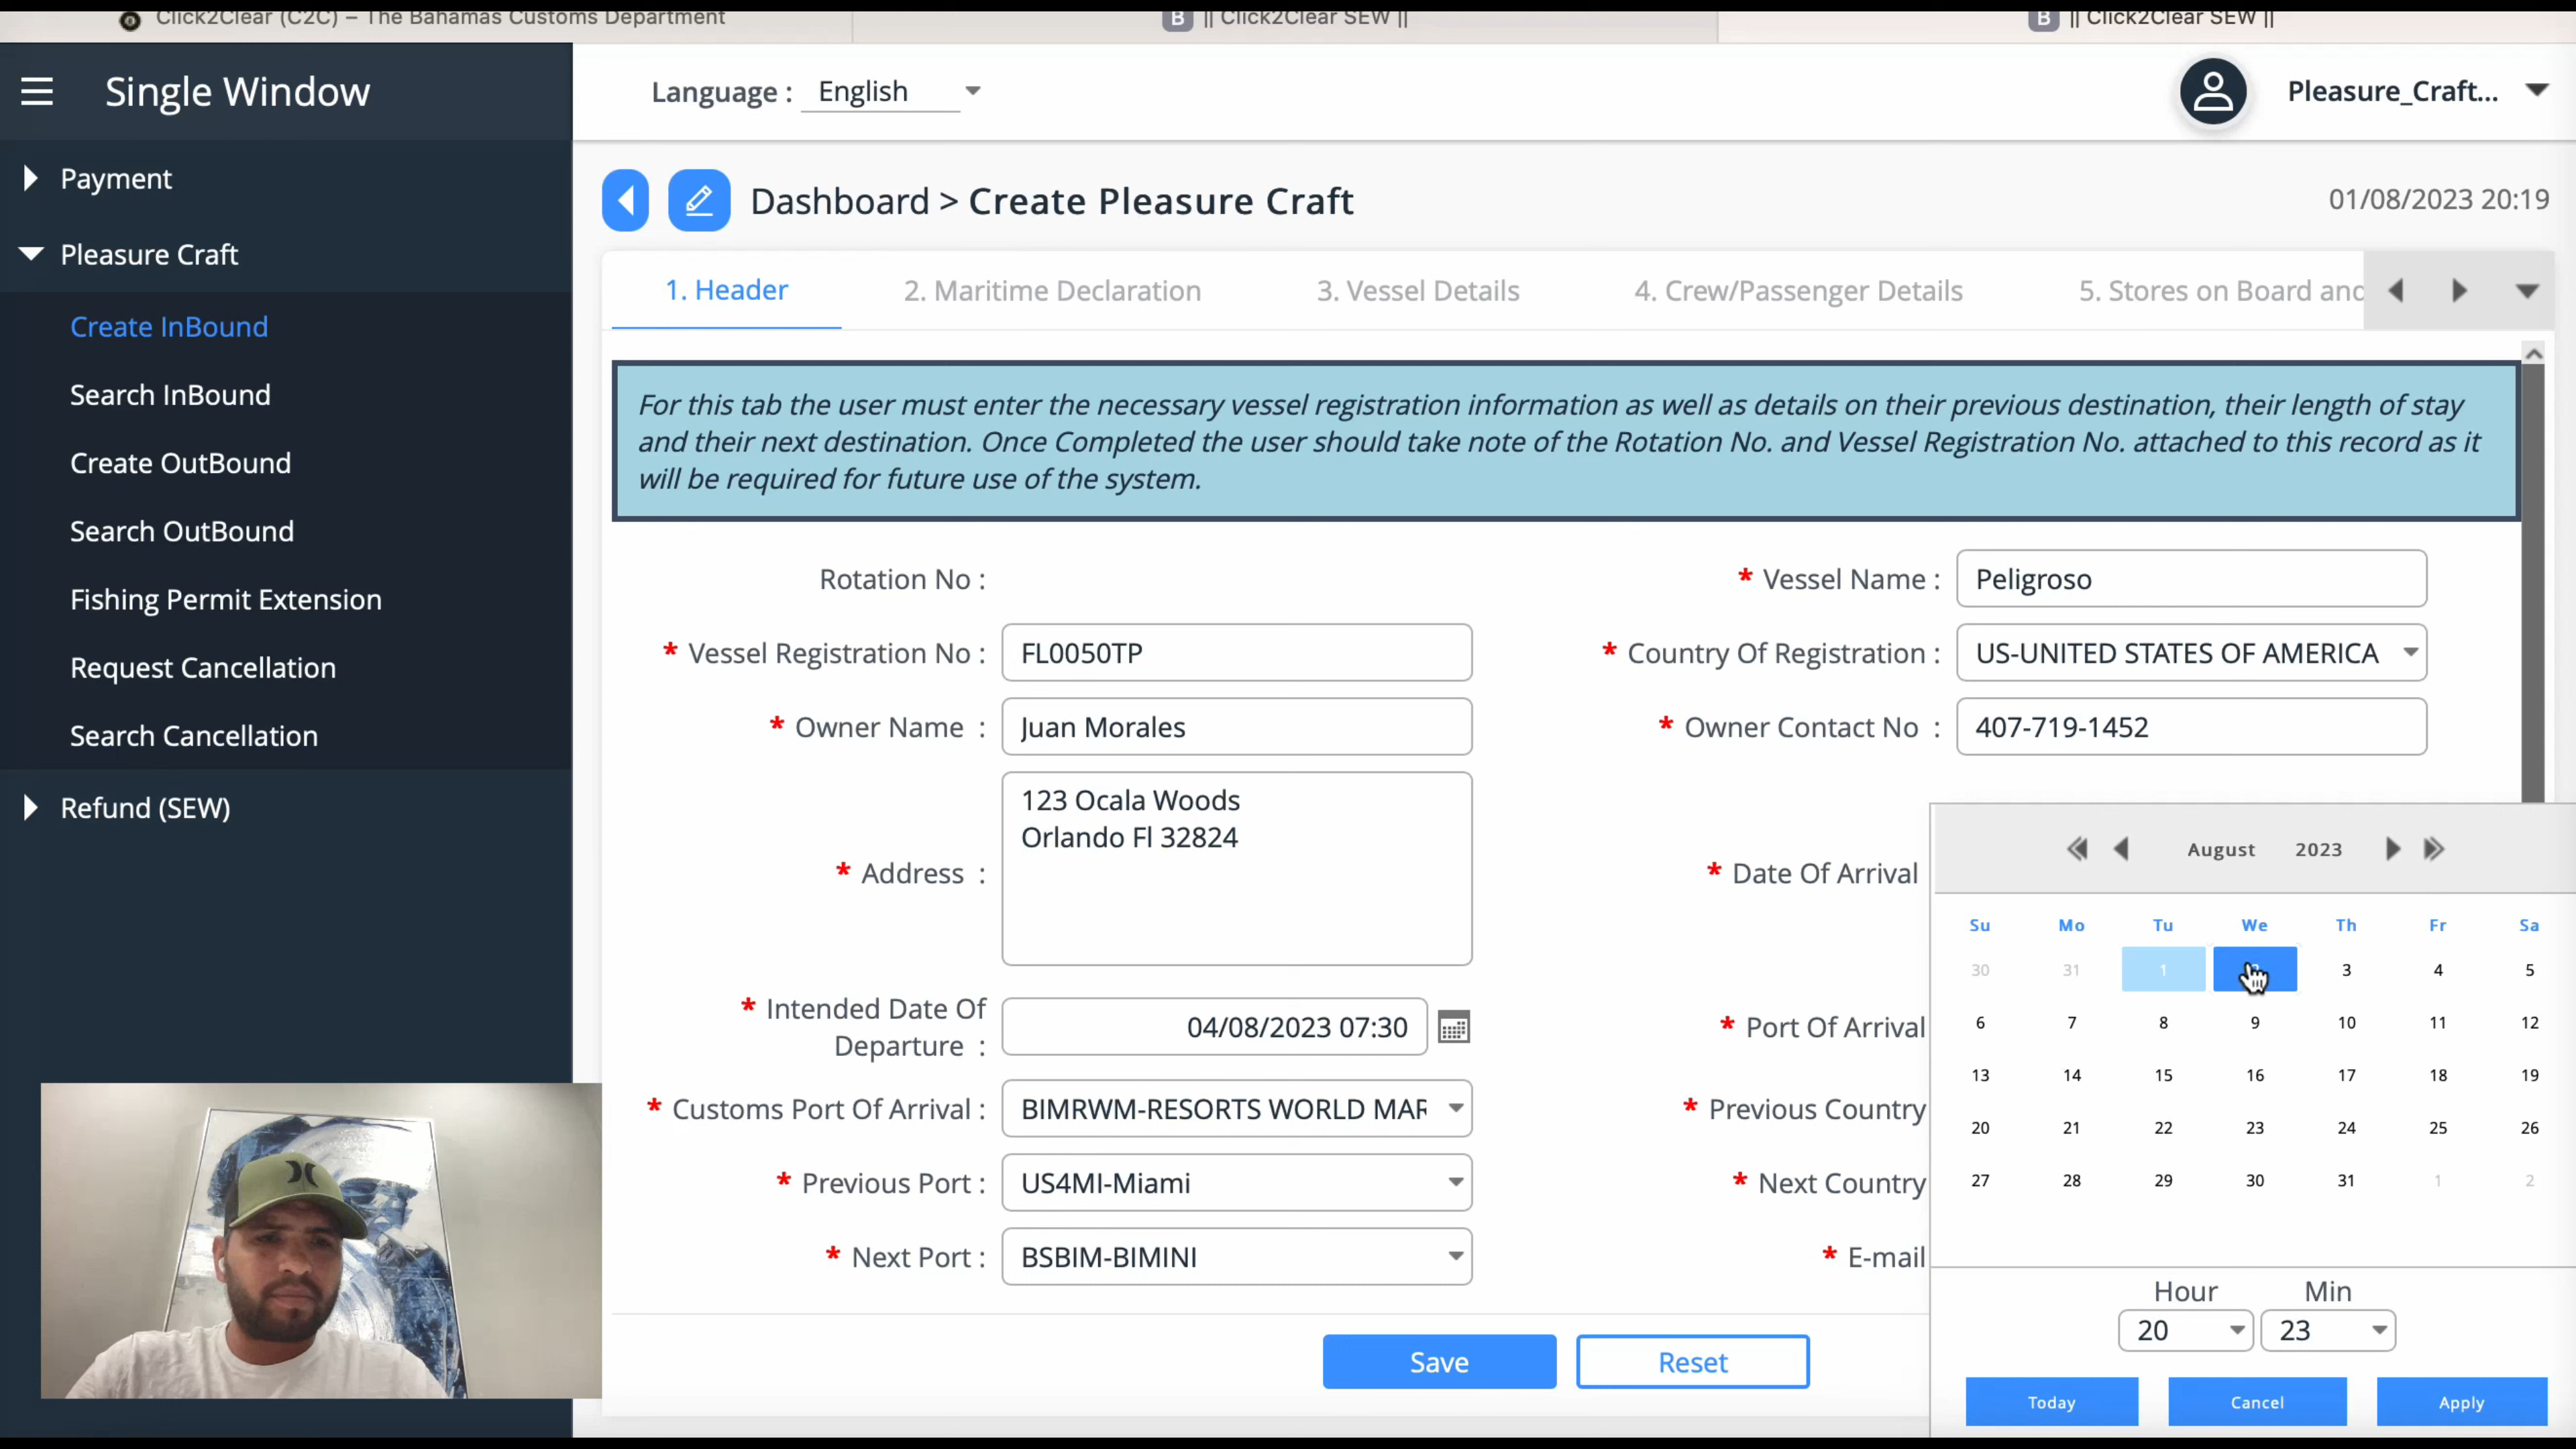 Click2Clear (C2C) – The Bahamas Customs Department
B || Click2Clear SEW ||
B || Click2Clear SEW ||
Single Window
Language : English
Pleasure_Craft...
Payment
Pleasure Craft
Create InBound
Search InBound
Create OutBound
Search OutBound
Fishing Permit Extension
Request Cancellation
Search Cancellation
Refund (SEW)
Dashboard > Create Pleasure Craft
01/08/2023 20:19
1. Header
2. Maritime Declaration
3. Vessel Details
4. Crew/Passenger Details
5. Stores on Board and
For this tab the user must enter the necessary vessel registration information as well as details on their previous destination, their length of stay
and their next destination. Once Completed the user should take note of the Rotation No. and Vessel Registration No. attached to this record as it
will be required for future use of the system.
Rotation No :
* Vessel Name : Peligroso
* Vessel Registration No : FL0050TP
* Country Of Registration : US-UNITED STATES OF AMERICA
* Owner Name : Juan Morales
* Owner Contact No : 407-719-1452
* Address :
123 Ocala Woods
Orlando Fl 32824
* Date Of Arrival
* Intended Date Of
Departure :
04/08/2023 07:30
* Port Of Arrival
* Customs Port Of Arrival : BIMRWM-RESORTS WORLD MAR
* Previous Country
* Previous Port : US4MI-Miami
* Next Country
* Next Port : BSBIM-BIMINI
* E-mail
Save
Reset
August 2023
Su Mo Tu We Th Fr Sa
30 31 1 3 4 5
6 7 8 9 10 11 12
13 14 15 16 17 18 19
20 21 22 23 24 25 26
27 28 29 30 31 1 2
Hour Min
20 23
Today Cancel Apply